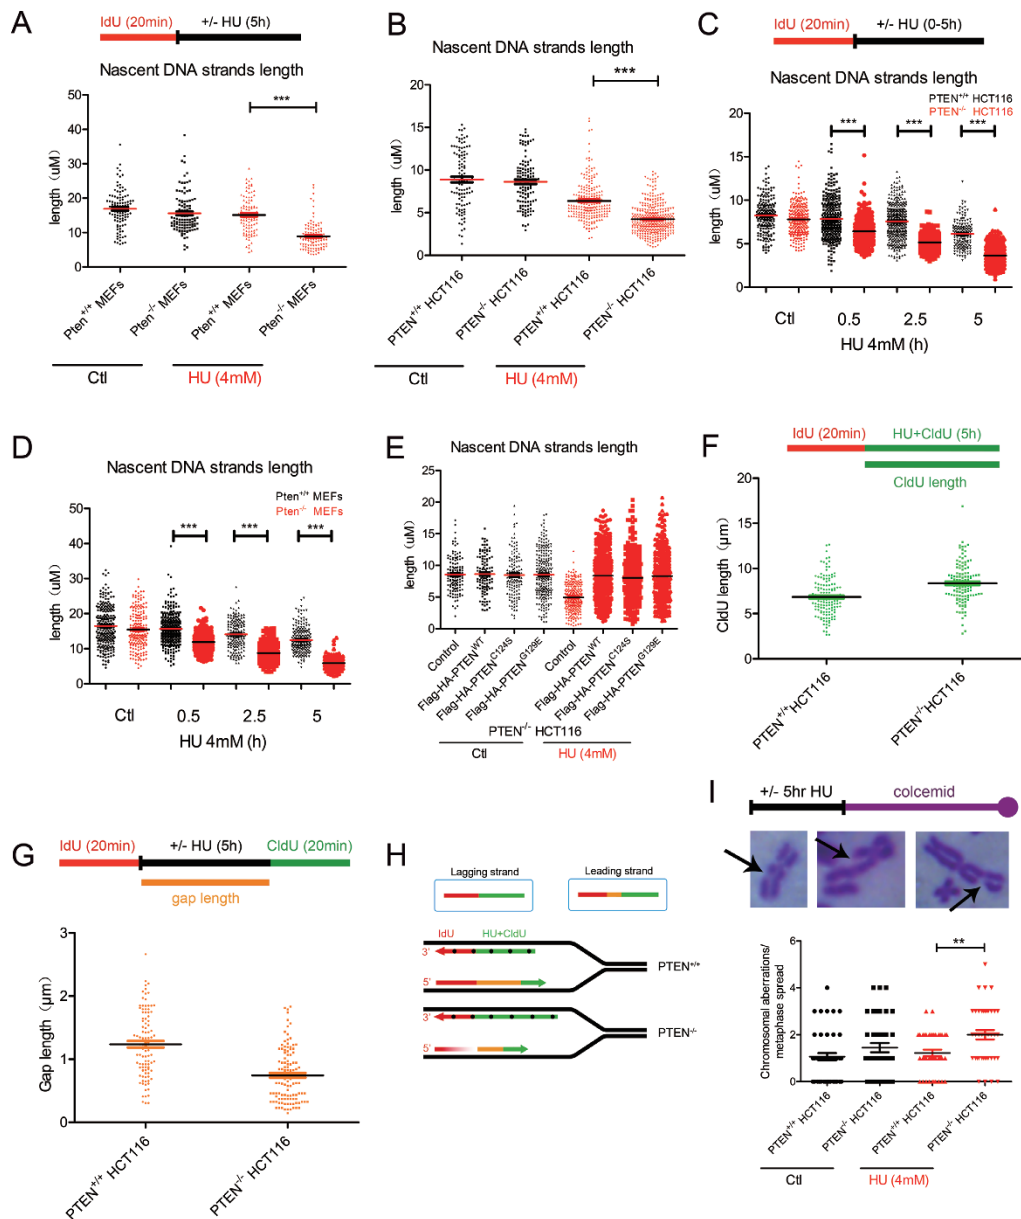 A
IdU (20min) +/- HU (5h)
Nascent DNA strands length
***
length (uM)
50
40
30
20
10
0
Pten+/+ MEFs
Pten-/- MEFs
Pten+/+ MEFs
Pten-/- MEFs
Ctl
HU (4mM)
B
Nascent DNA strands length
***
length (uM)
20
15
10
5
0
PTEN+/+ HCT116
PTEN-/- HCT116
PTEN+/+ HCT116
PTEN-/- HCT116
Ctl
HU (4mM)
C
IdU (20min) +/- HU (0-5h)
Nascent DNA strands length
PTEN+/+ HCT116
PTEN-/- HCT116
*** *** ***
length (uM)
20
15
10
5
0
Ctl 0.5 2.5 5
HU 4mM (h)
D
Nascent DNA strands length
Pten+/+ MEFs
Pten-/- MEFs
*** *** ***
length (uM)
50
40
30
20
10
0
Ctl 0.5 2.5 5
HU 4mM (h)
E
Nascent DNA strands length
length (uM)
25
20
15
10
5
0
Control
Flag-HA-PTENWT
Flag-HA-PTENC124S
Flag-HA-PTENG129E
Control
Flag-HA-PTENWT
Flag-HA-PTENC124S
Flag-HA-PTENG129E
PTEN-/- HCT116
Ctl
HU (4mM)
F
IdU (20min) HU+CldU (5h)
CldU length
CldU length (μm)
20
15
10
5
0
PTEN+/+HCT116
PTEN-/-HCT116
G
IdU (20min) +/- HU (5h) CldU (20min)
gap length
Gap length (μm)
3
2
1
0
PTEN+/+ HCT116
PTEN-/- HCT116
H
Lagging strand
Leading strand
IdU HU+CldU
3'
5'
PTEN+/+
3'
5'
PTEN-/-
I
+/- 5hr HU colcemid
**
Chromosomal aberrations/
metaphase spread
6
4
2
0
PTEN+/+ HCT116
PTEN-/- HCT116
PTEN+/+ HCT116
PTEN-/- HCT116
Ctl
HU (4mM)